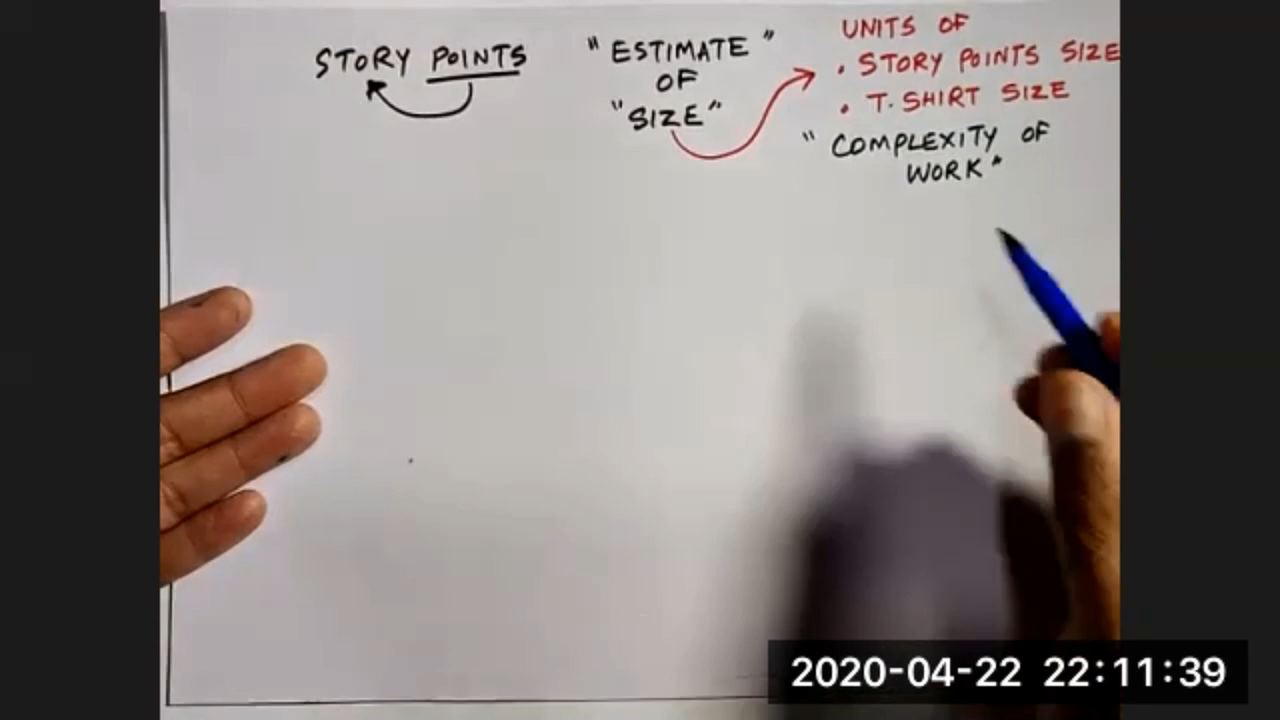 STORY POINTS
"ESTIMATE"
OF
"SIZE"
UNITS OF
. STORY POINTS SIZE
. T. SHIRT SIZE
"COMPLEXITY OF
WORK"
2020-04-22 22:11:39